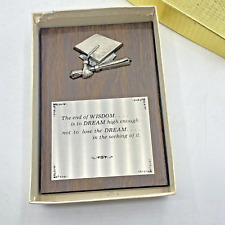 The end of WISDOM...
is to DREAM high enough
not to lose the DREAM...
in the seeking of it.